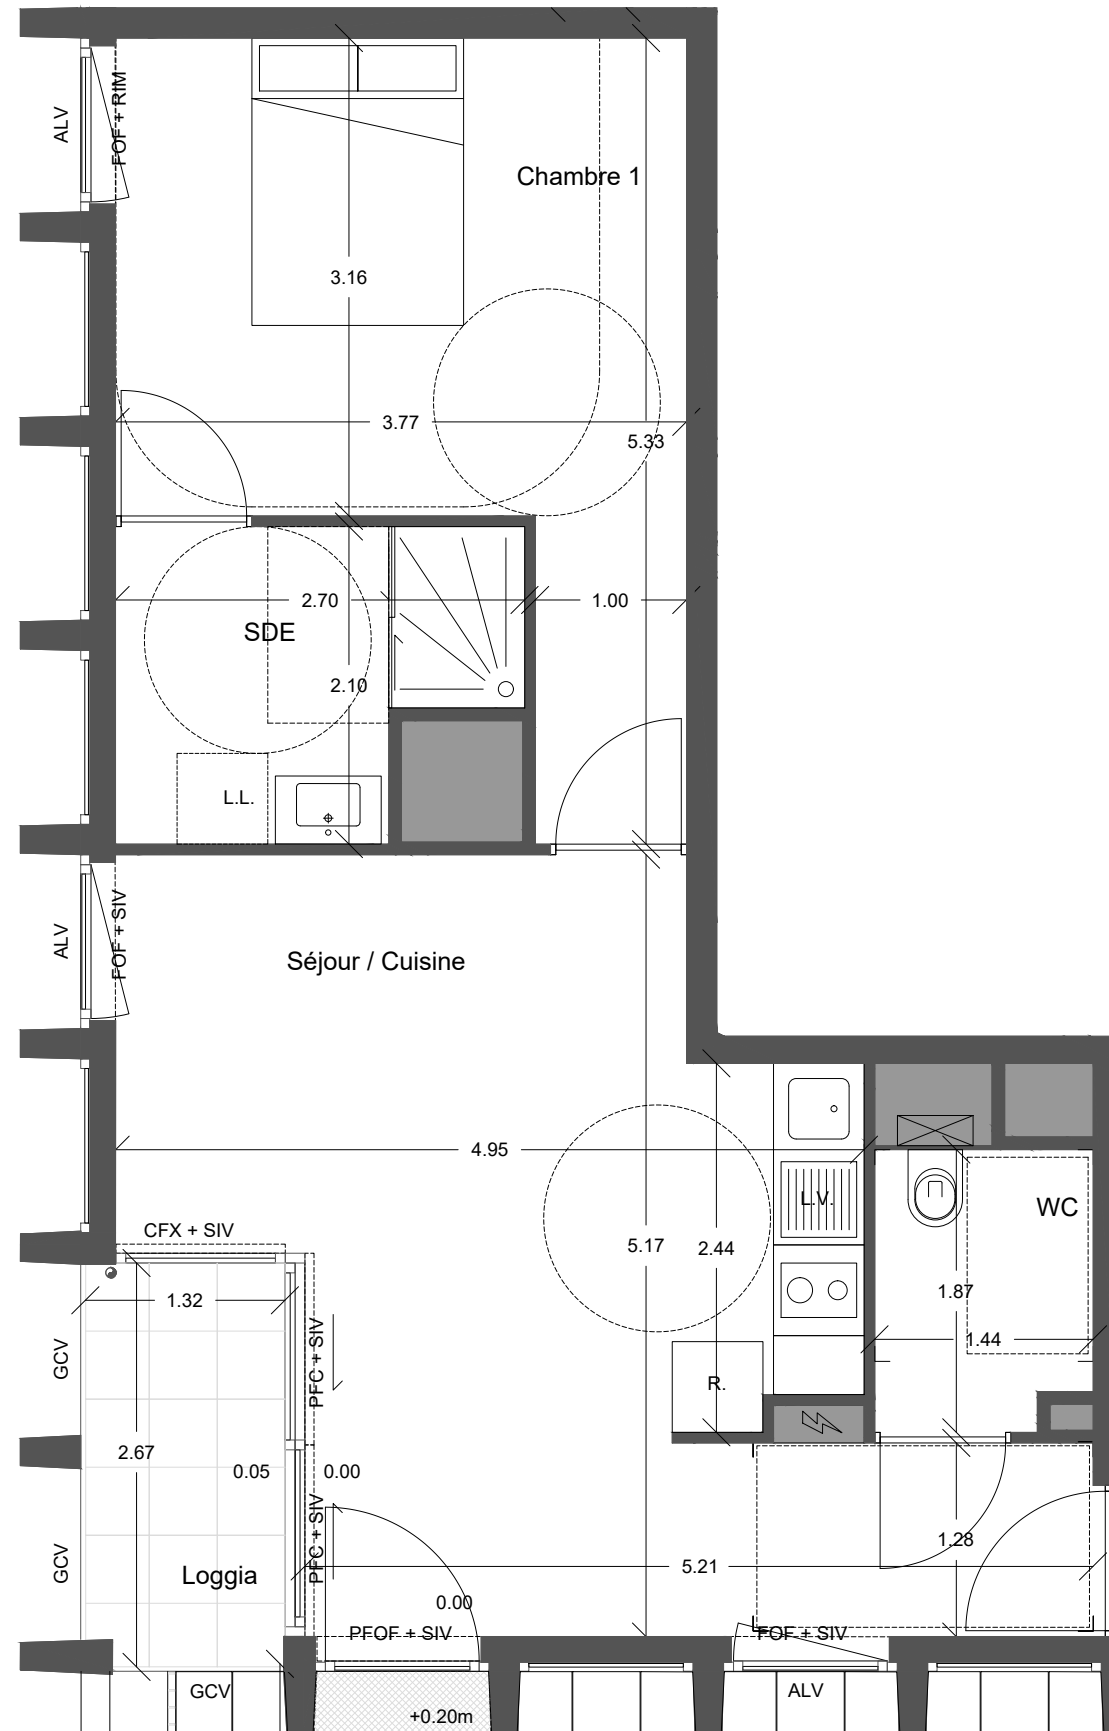 ALV
FOF + RIM
Chambre 1
3.16
3.77
5.33
2.70
1.00
SDE
2.10
L.L.
ALV
FOF + SIV
Séjour / Cuisine
4.95
L.V.
WC
CFX + SIV
5.17
2.44
1.87
1.32
1.44
GCV
PFC + SIV
R.
2.67
0.05
0.00
GCV
PFC + SIV
Loggia
5.21
1.28
0.00
PFOF + SIV
FOF + SIV
GCV
ALV
+0.20m